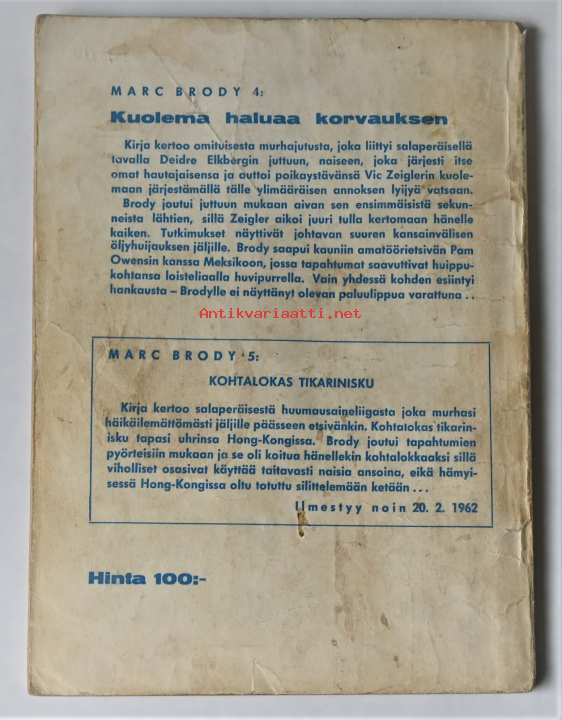 MARC BRODY 4:
Kuolema haluaa korvauksen
Kirja kertoo omituisesta murhajutusta, joka liittyi salaperäisellä
tavalla Deidre Elkbergin juttuun, naiseen, joka järjesti itse
omat hautajaisensa ja auttoi poikaystävänsä Vic Zeiglerin kuole-
maan järjestämällä tälle ylimääräisen annoksen lyijyä vatsaan.
Brody joutui juttuun mukaan aivan sen ensimmäisistä sekun-
neista lähtien, sillä Zeigler aikoi juuri tulla kertomaan hänelle
kaiken. Tutkimukset näyttivät johtavan suuren kansainvälisen
öljyhuijauksen jäljille. Brody saapui kauniin amatöörietsivän Pam
Owensin kanssa Meksikoon, jossa tapahtumat saavuttivat huippu-
kohtansa loisteliaalla huvipurrella. Vain yhdessä kohden esiintyi
hankausta – Brodylle ei näyttänyt olevan paluulippua varattuna ..
Antikvariaatti.net
MARC BRODY 5:
KOHTALOKAS TIKARINISKU
Kirja kertoo salaperäisestä huumausaineliigasta joka murhasi
häikäilemättömästi jäljille päässeen etsivänkin. Kohtalokas tikarin-
isku tapasi uhrinsa Hong-Kongissa. Brody joutui tapahtumien
pyörteisiin mukaan ja se oli koitua hänellekin kohtalokkaaksi sillä
viholliset osasivat käyttää taitavasti naisia ansoina, eikä hämyi-
sessä Hong-Kongissa oltu totuttu silittelemään ketään ...
Ilmestyy noin 20. 2. 1962
Hinta 100:-